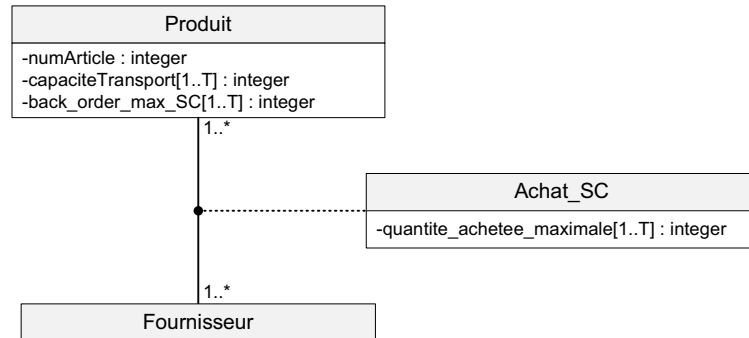 Produit
-numArticle : integer
-capaciteTransport[1..T] : integer
-back_order_max_SC[1..T] : integer
1..*
Achat_SC
-quantite_achetee_maximale[1..T] : integer
1..*
Fournisseur